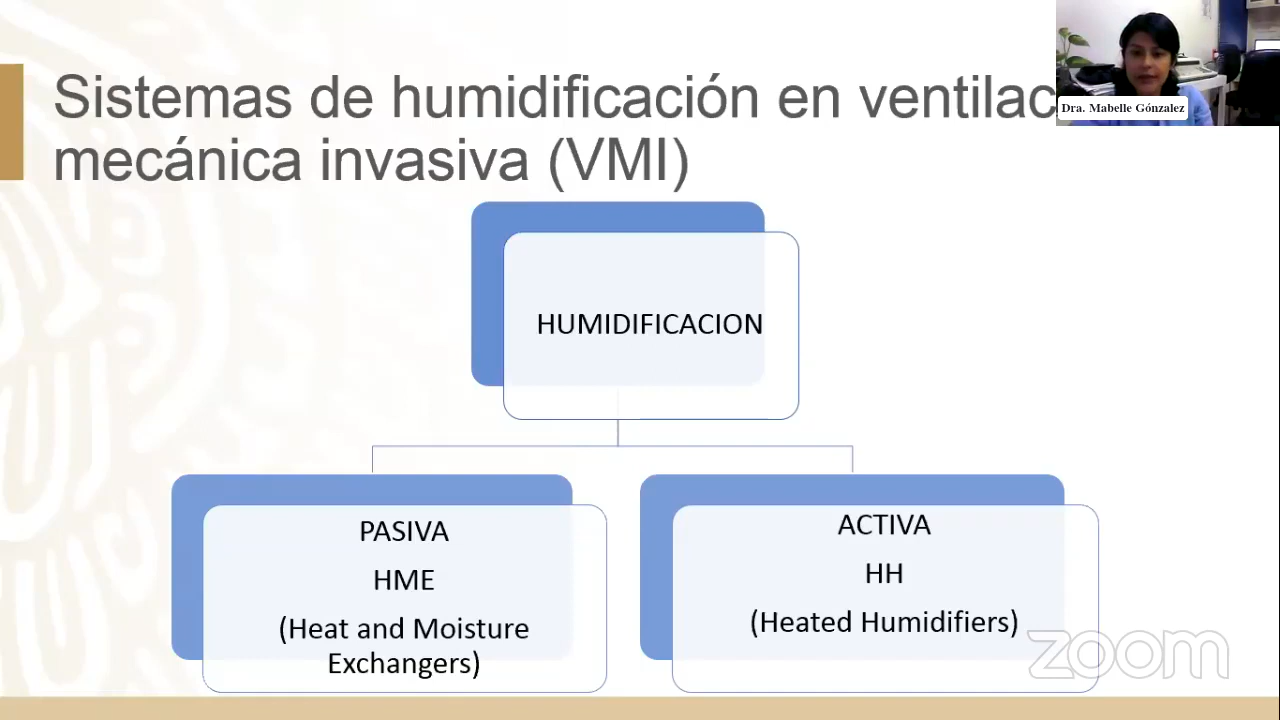 Sistemas de humidificación en ventilac
mecánica invasiva (VMI)
Dra. Mabelle Gónzalez
HUMIDIFICACION
PASIVA
HME
(Heat and Moisture
Exchangers)
ACTIVA
HH
(Heated Humidifiers)
zoom